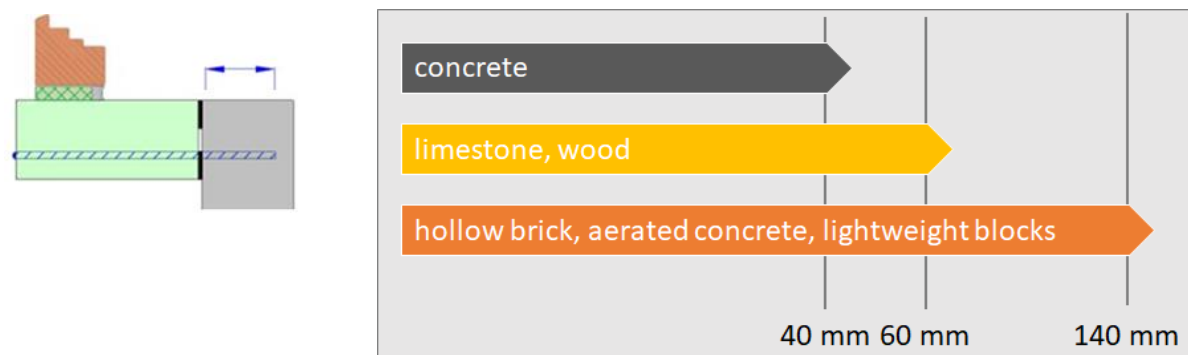 concrete
limestone, wood
hollow brick, aerated concrete, lightweight blocks
40 mm 60 mm 140 mm